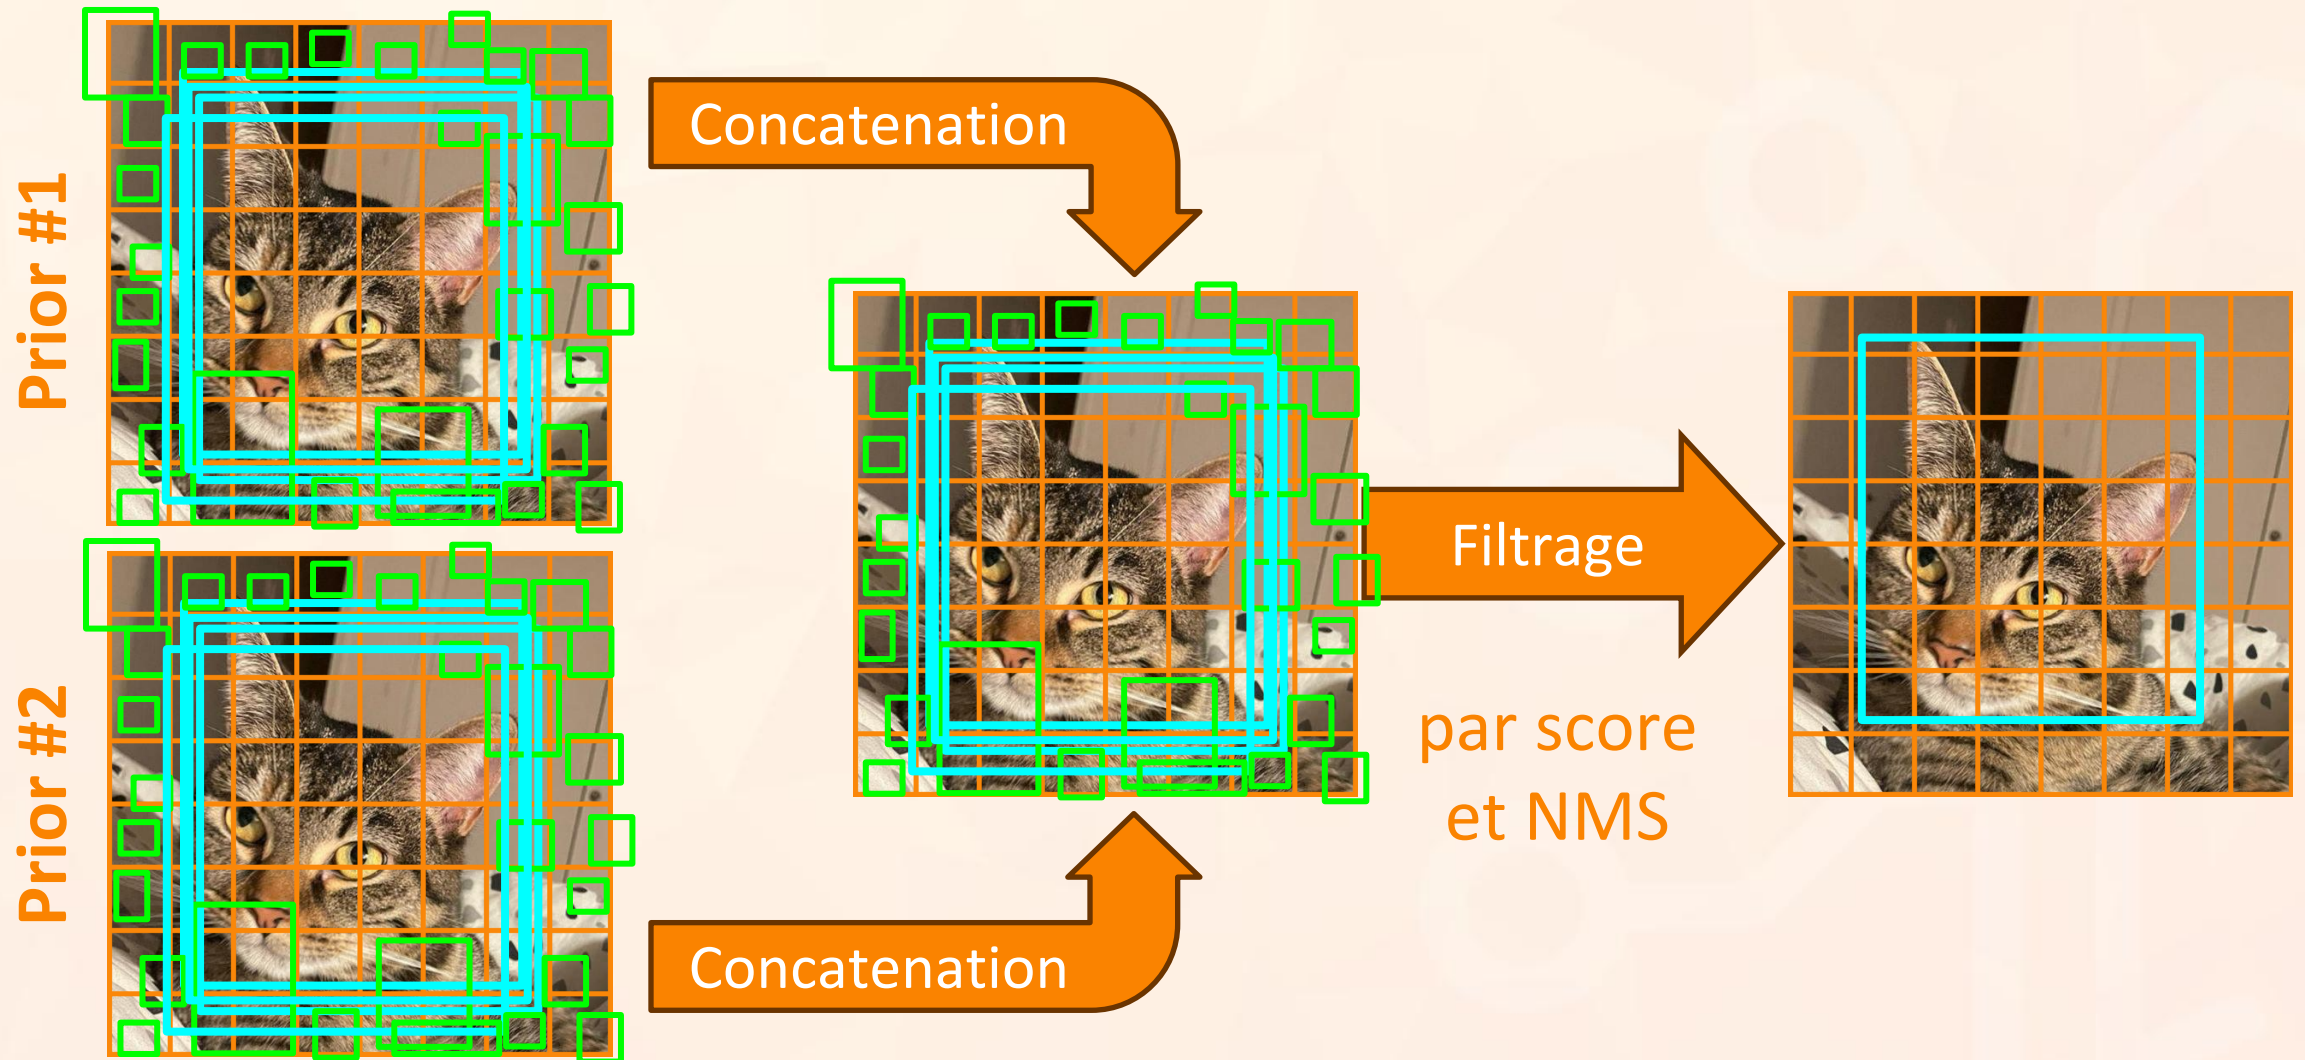 Prior #1
Concatenation
Filtrage
par score
et NMS
Prior #2
Concatenation